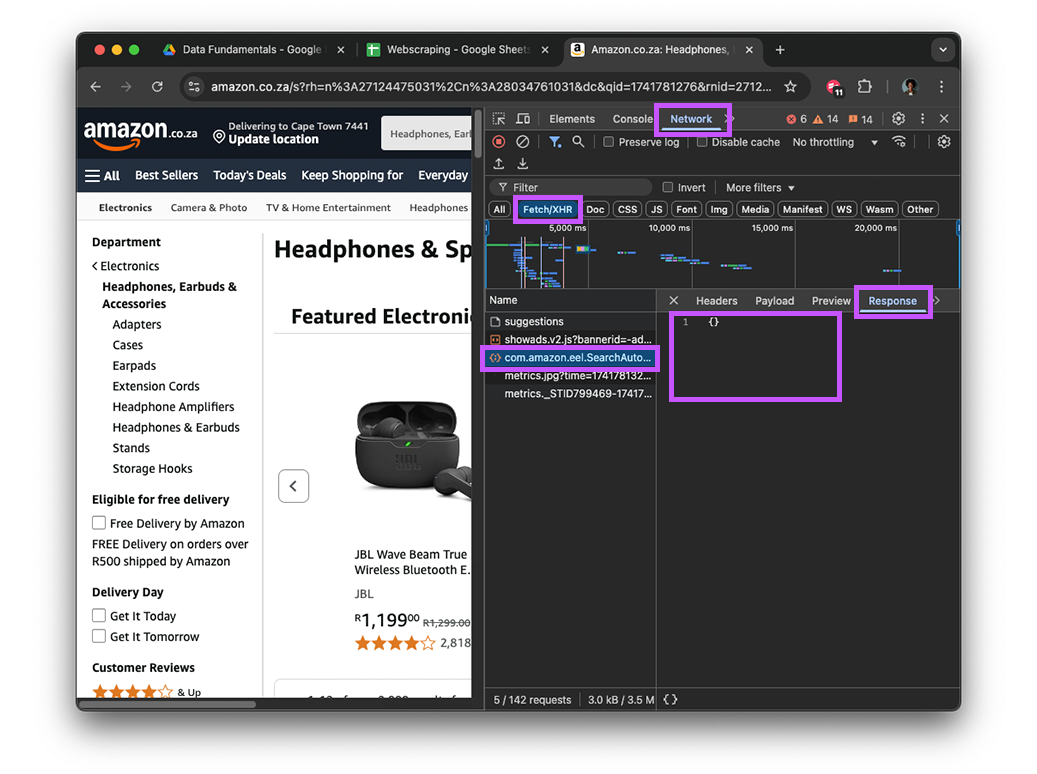 Data Fundamentals - Google
Webscraping - Google Sheets
Amazon.co.za: Headphones,
amazon.co.za/s?rh=n%3A27124475031%2Cn%3A28034761031&dc&qid=1741781276&rnid=2712...
11
amazon.co.za
Delivering to Cape Town 7441
Update location
Headphones, Ear
All
Best Sellers
Today's Deals
Keep Shopping for
Everyday
Electronics
Camera & Photo
TV & Home Entertainment
Headphones
Department
Electronics
Headphones, Earbuds &
Accessories
Adapters
Cases
Earpads
Extension Cords
Headphone Amplifiers
Headphones & Earbuds
Stands
Storage Hooks
Eligible for free delivery
Free Delivery by Amazon
FREE Delivery on orders over
R500 shipped by Amazon
Delivery Day
Get It Today
Get It Tomorrow
Customer Reviews
& Up
Headphones & Sp
Featured Electroni
JBL
JBL Wave Beam True
Wireless Bluetooth E.
JBL
R1,19900 R1,299.00
2,818
Elements
Console
Network
6
14
14
Preserve log
Disable cache
No throttling
Filter
Invert
More filters
All
Fetch/XHR
Doc
CSS
JS
Font
Img
Media
Manifest
WS
Wasm
Other
5,000 ms
10,000 ms
15,000 ms
20,000 ms
Name
suggestions
showads.v2.js?bannerid=-ad...
com.amazon.eel.SearchAuto...
metrics.jpg?time=174178132...
metrics._STID799469-17417...
Headers
Payload
Preview
Response
1 {}
5 / 142 requests
3.0 kB / 3.5 M
{ }